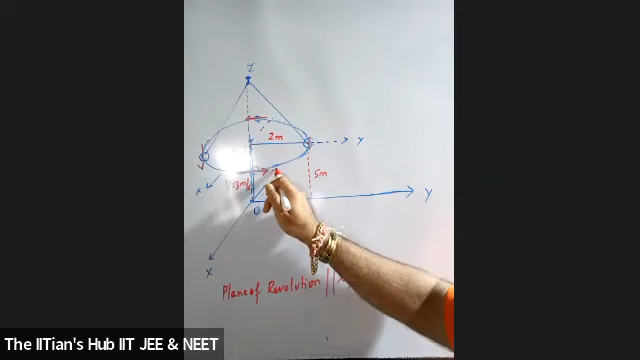 Z
2m
Y
X
3m/s
5m
O
Y
X
Plane of Revolution ||
The IITian's Hub IIT JEE & NEET